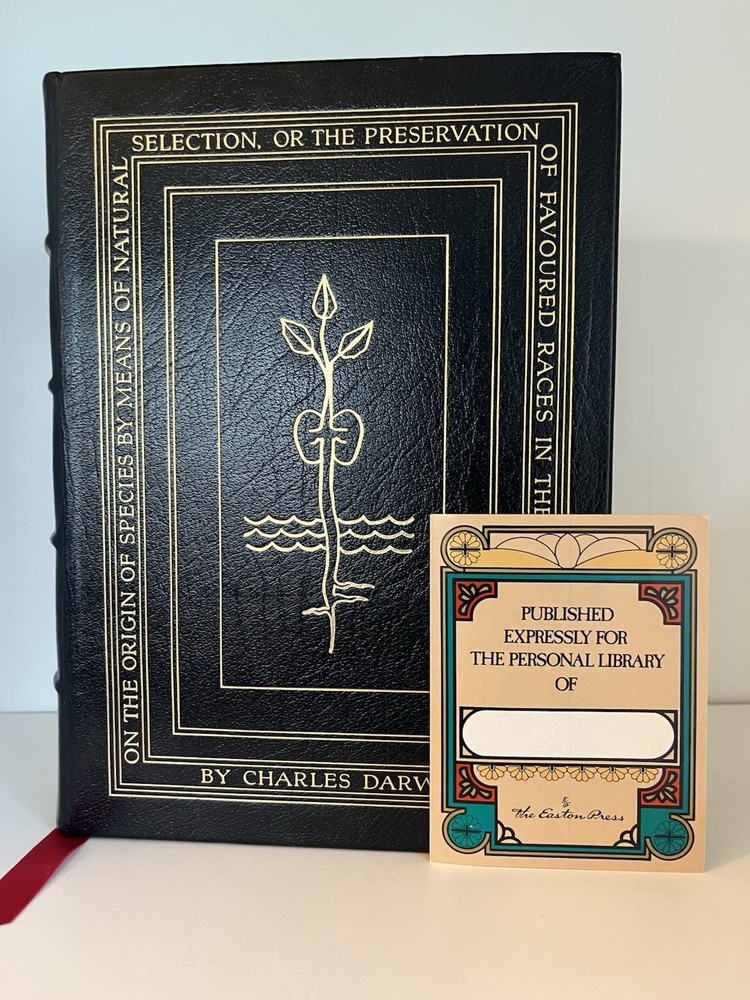 ON THE ORIGIN OF SPECIES BY MEANS OF NATURAL
SELECTION, OR THE PRESERVATION
OF FAVOURED RACES IN THE
BY CHARLES DARW
PUBLISHED
EXPRESSLY FOR
THE PERSONAL LIBRARY
OF
The Easton Press